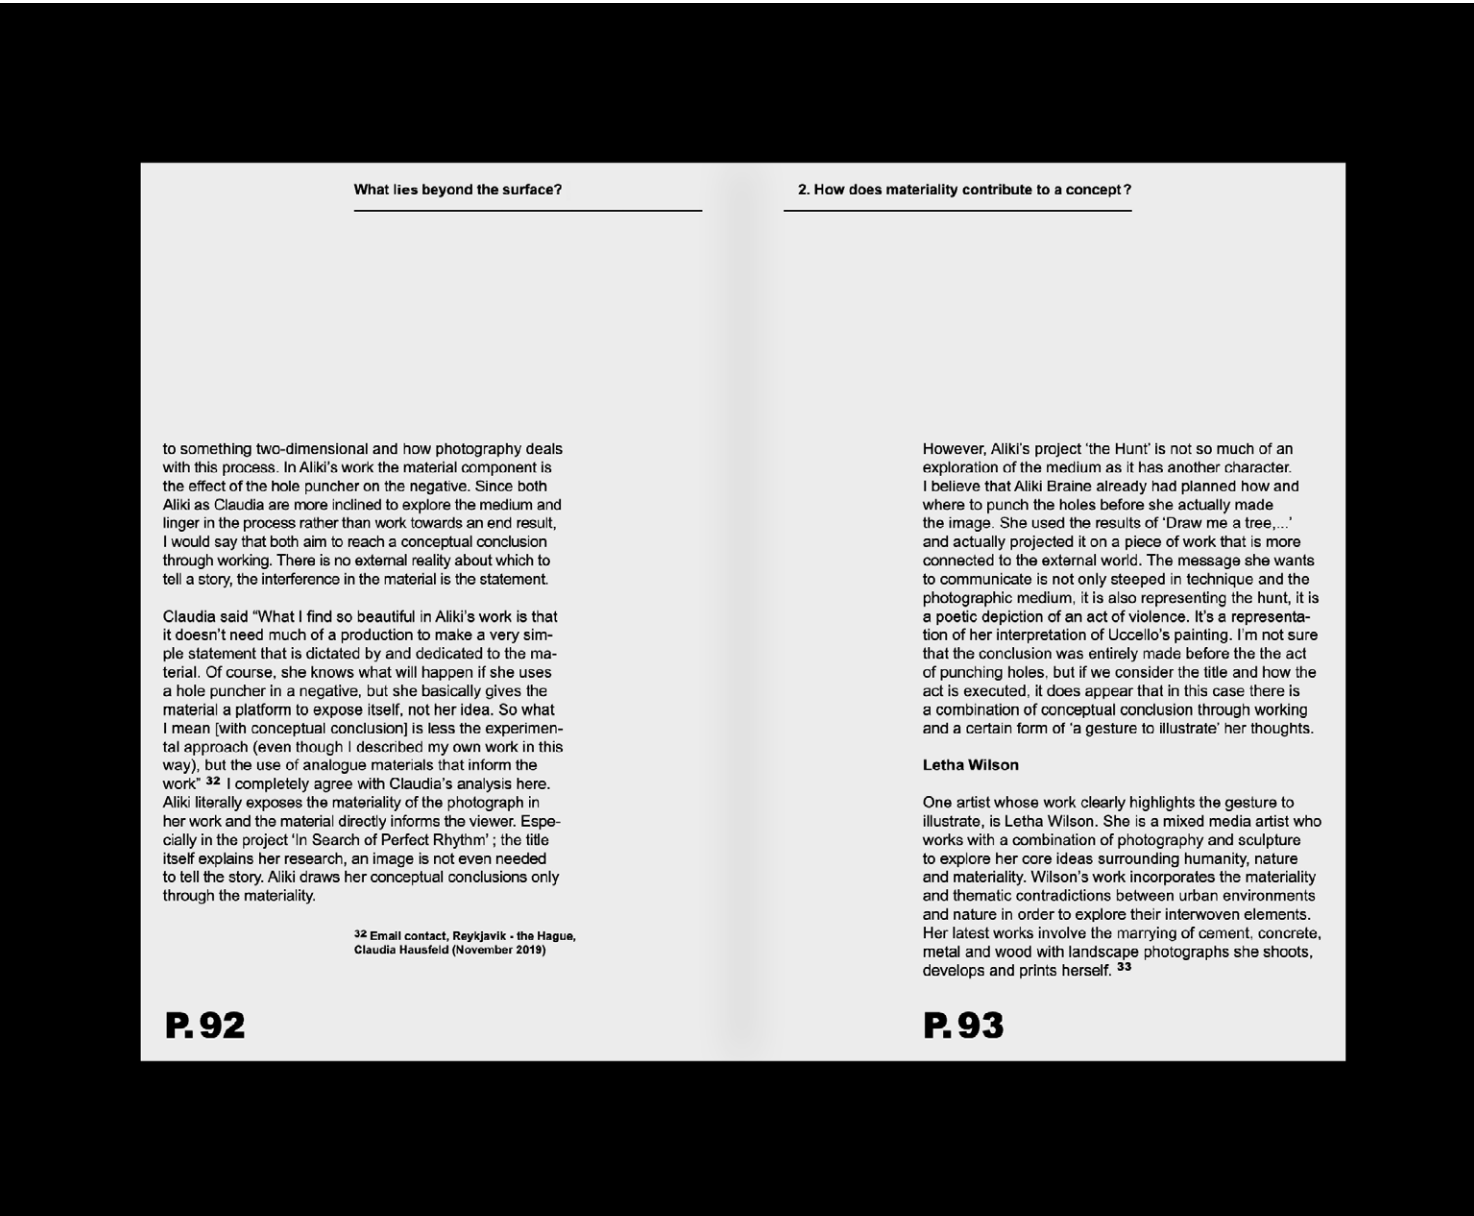 What lies beyond the surface?
to something two-dimensional and how photography deals
with this process. In Aliki's work the material component is
the effect of the hole puncher on the negative. Since both
Aliki as Claudia are more inclined to explore the medium and
linger in the process rather than work towards an end result,
I would say that both aim to reach a conceptual conclusion
through working. There is no external reality about which to
tell a story, the interference in the material is the statement.
Claudia said “What I find so beautiful in Aliki's work is that
it doesn't need much of a production to make a very sim-
ple statement that is dictated by and dedicated to the ma-
terial. Of course, she knows what will happen if she uses
a hole puncher in a negative, but she basically gives the
material a platform to expose itself, not her idea. So what
I mean [with conceptual conclusion] is less the experimen-
tal approach (even though I described my own work in this
way), but the use of analogue materials that inform the
work” 32 I completely agree with Claudia's analysis here.
Aliki literally exposes the materiality of the photograph in
her work and the material directly informs the viewer. Espe-
cially in the project ‘In Search of Perfect Rhythm’ ; the title
itself explains her research, an image is not even needed
to tell the story. Aliki draws her conceptual conclusions only
through the materiality.
32 Email contact, Reykjavik - the Hague,
Claudia Hausfeld (November 2019)
P. 92
2. How does materiality contribute to a concept?
However, Aliki's project ‘the Hunt’ is not so much of an
exploration of the medium as it has another character.
I believe that Aliki Braine already had planned how and
where to punch the holes before she actually made
the image. She used the results of ‘Draw me a tree,...’
and actually projected it on a piece of work that is more
connected to the external world. The message she wants
to communicate is not only steeped in technique and the
photographic medium, it is also representing the hunt, it is
a poetic depiction of an act of violence. It's a representa-
tion of her interpretation of Uccello's painting. I'm not sure
that the conclusion was entirely made before the the act
of punching holes, but if we consider the title and how the
act is executed, it does appear that in this case there is
a combination of conceptual conclusion through working
and a certain form of ‘a gesture to illustrate’ her thoughts.
Letha Wilson
One artist whose work clearly highlights the gesture to
illustrate, is Letha Wilson. She is a mixed media artist who
works with a combination of photography and sculpture
to explore her core ideas surrounding humanity, nature
and materiality. Wilson's work incorporates the materiality
and thematic contradictions between urban environments
and nature in order to explore their interwoven elements.
Her latest works involve the marrying of cement, concrete,
metal and wood with landscape photographs she shoots,
develops and prints herself. 33
P. 93